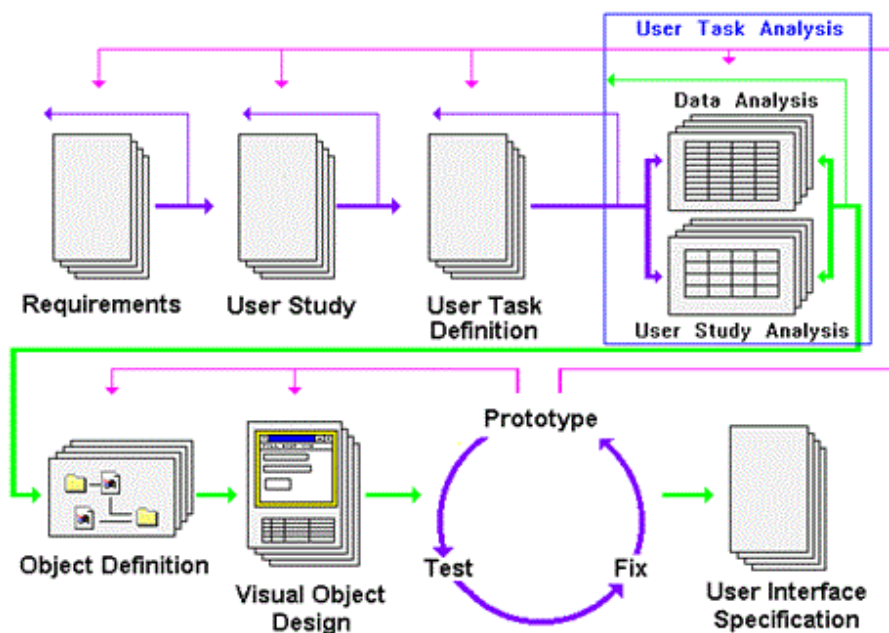 User Task Analysis
Data Analysis
Requirements
User Study
User Task
Definition
User Study Analysis
Prototype
Test
Fix
Object Definition
Visual Object
Design
User Interface
Specification